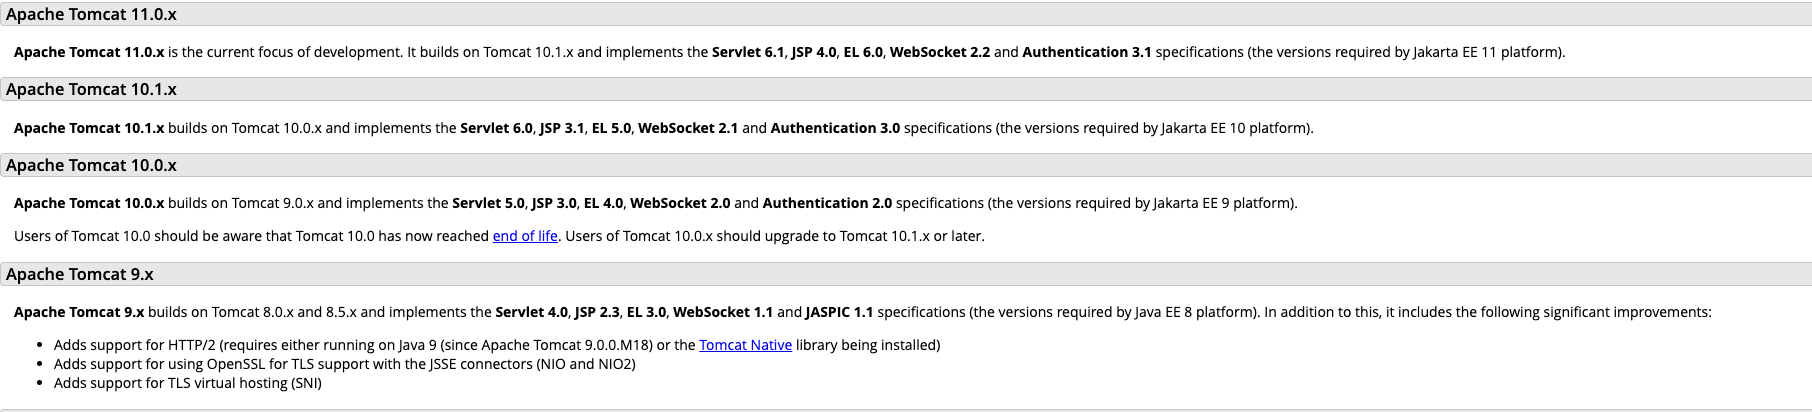 Apache Tomcat 11.0.x
Apache Tomcat 11.0.x is the current focus of development. It builds on Tomcat 10.1.x and implements the Servlet 6.1, JSP 4.0, EL 6.0, WebSocket 2.2 and Authentication 3.1 specifications (the versions required by Jakarta EE 11 platform).
Apache Tomcat 10.1.x
Apache Tomcat 10.1.x builds on Tomcat 10.0.x and implements the Servlet 6.0, JSP 3.1, EL 5.0, WebSocket 2.1 and Authentication 3.0 specifications (the versions required by Jakarta EE 10 platform).
Apache Tomcat 10.0.x
Apache Tomcat 10.0.x builds on Tomcat 9.0.x and implements the Servlet 5.0, JSP 3.0, EL 4.0, WebSocket 2.0 and Authentication 2.0 specifications (the versions required by Jakarta EE 9 platform).
Users of Tomcat 10.0 should be aware that Tomcat 10.0 has now reached end of life. Users of Tomcat 10.0.x should upgrade to Tomcat 10.1.x or later.
Apache Tomcat 9.x
Apache Tomcat 9.x builds on Tomcat 8.0.x and 8.5.x and implements the Servlet 4.0, JSP 2.3, EL 3.0, WebSocket 1.1 and JASPIC 1.1 specifications (the versions required by Java EE 8 platform). In addition to this, it includes the following significant improvements:
• Adds support for HTTP/2 (requires either running on Java 9 (since Apache Tomcat 9.0.0.M18) or the Tomcat Native library being installed)
• Adds support for using OpenSSL for TLS support with the JSSE connectors (NIO and NIO2)
• Adds support for TLS virtual hosting (SNI)